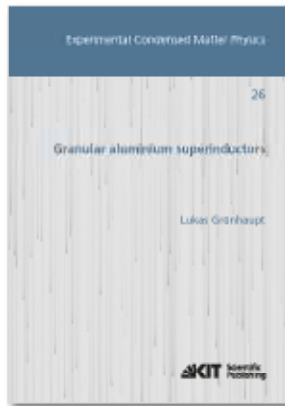 Experimental Condensed Matter Physics
26
Granular aluminium superinductors
Lukas Grünhaupt
KIT Scientific
Publishing